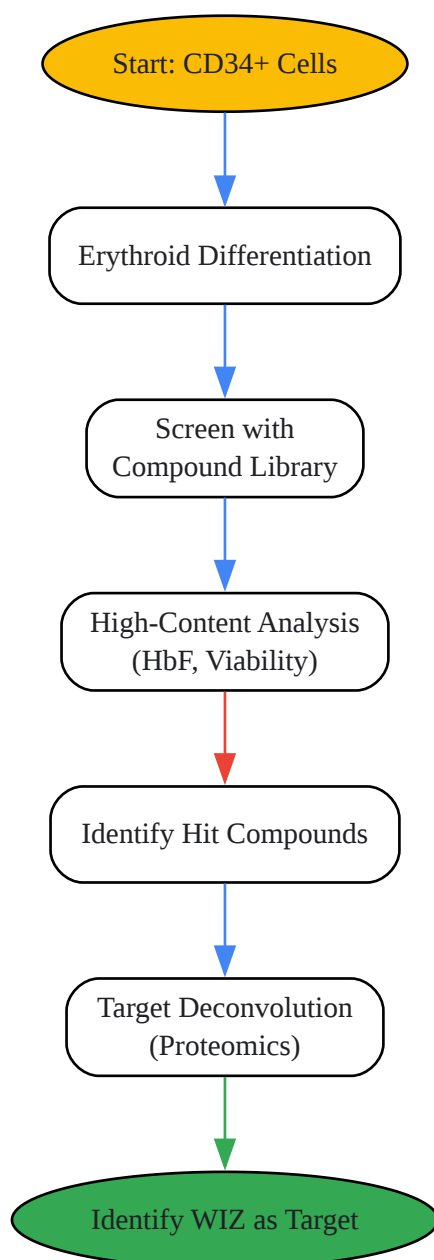 Start: CD34+ Cells
Erythroid Differentiation
Screen with
Compound Library
High-Content Analysis
(HbF, Viability)
Identify Hit Compounds
Target Deconvolution
(Proteomics)
Identify WIZ as Target